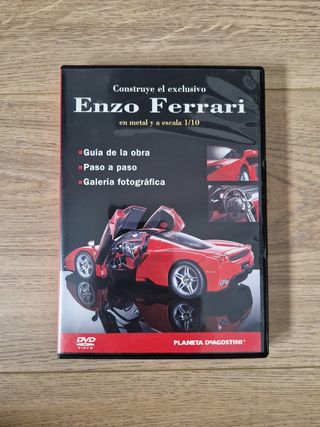 Construye el exclusivo
Enzo Ferrari
en metal y a escala 1/10
Guía de la obra
Paso a paso
Galería fotográfica
DVD
VIDEO
PLANETA DEAGOSTINI